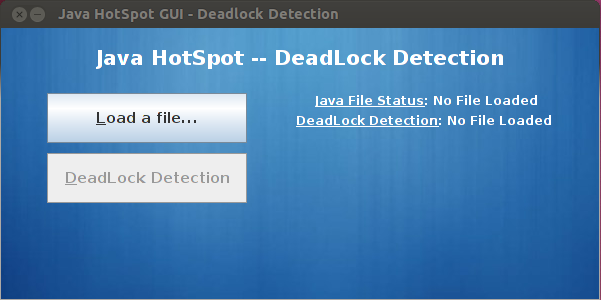 Java HotSpot GUI - Deadlock Detection
Java HotSpot -- DeadLock Detection
Load a file...
Java File Status: No File Loaded
DeadLock Detection: No File Loaded
DeadLock Detection